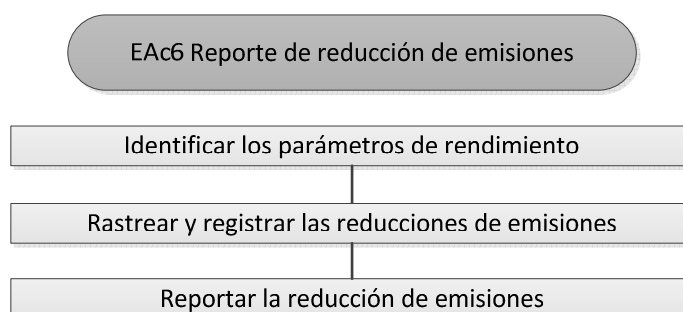 EAc6 Reporte de reducción de emisiones
Identificar los parámetros de rendimiento
Rastrear y registrar las reducciones de emisiones
Reportar la reducción de emisiones